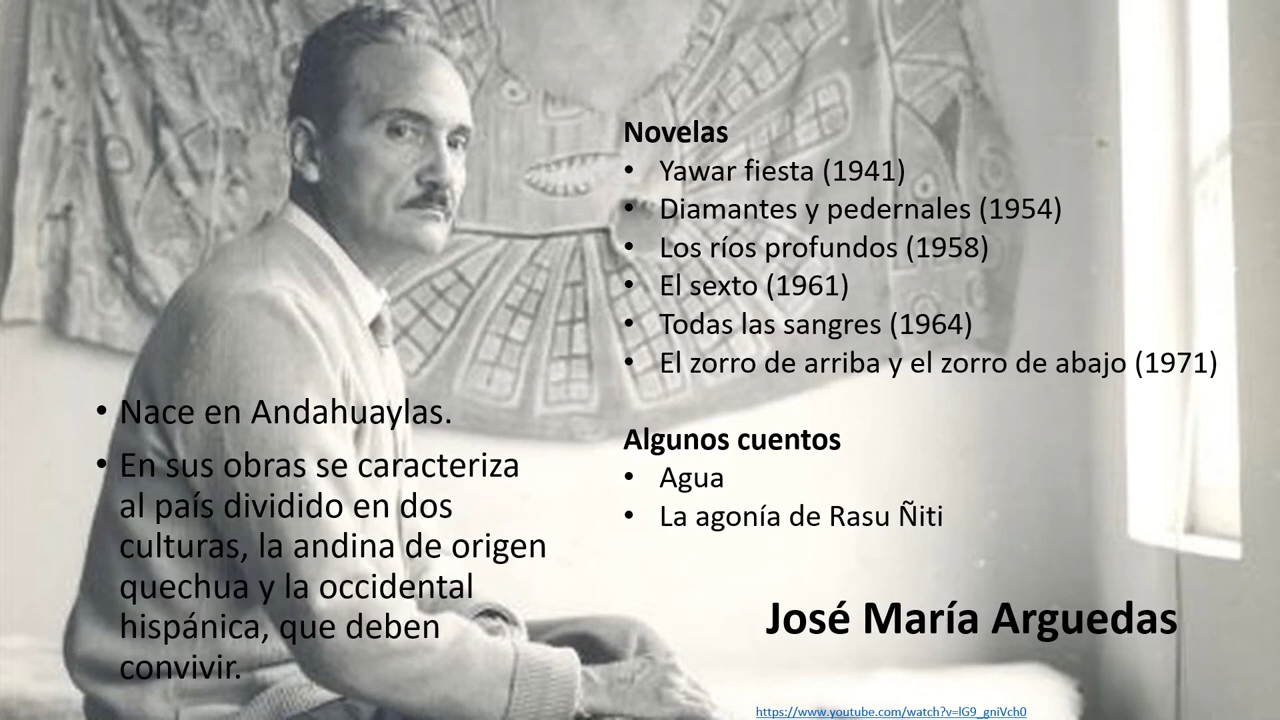 Novelas
• Yawar fiesta (1941)
• Diamantes y pedernales (1954)
• Los ríos profundos (1958)
• El sexto (1961)
• Todas las sangres (1964)
• El zorro de arriba y el zorro de abajo (1971)
• Nace en Andahuaylas.
• En sus obras se caracteriza
al país dividido en dos
culturas, la andina de origen
quechua y la occidental
hispánica, que deben
convivir.
Algunos cuentos
• Agua
• La agonía de Rasu Ñiti
José María Arguedas
https://www.youtube.com/watch?v=lG9_gniVch0